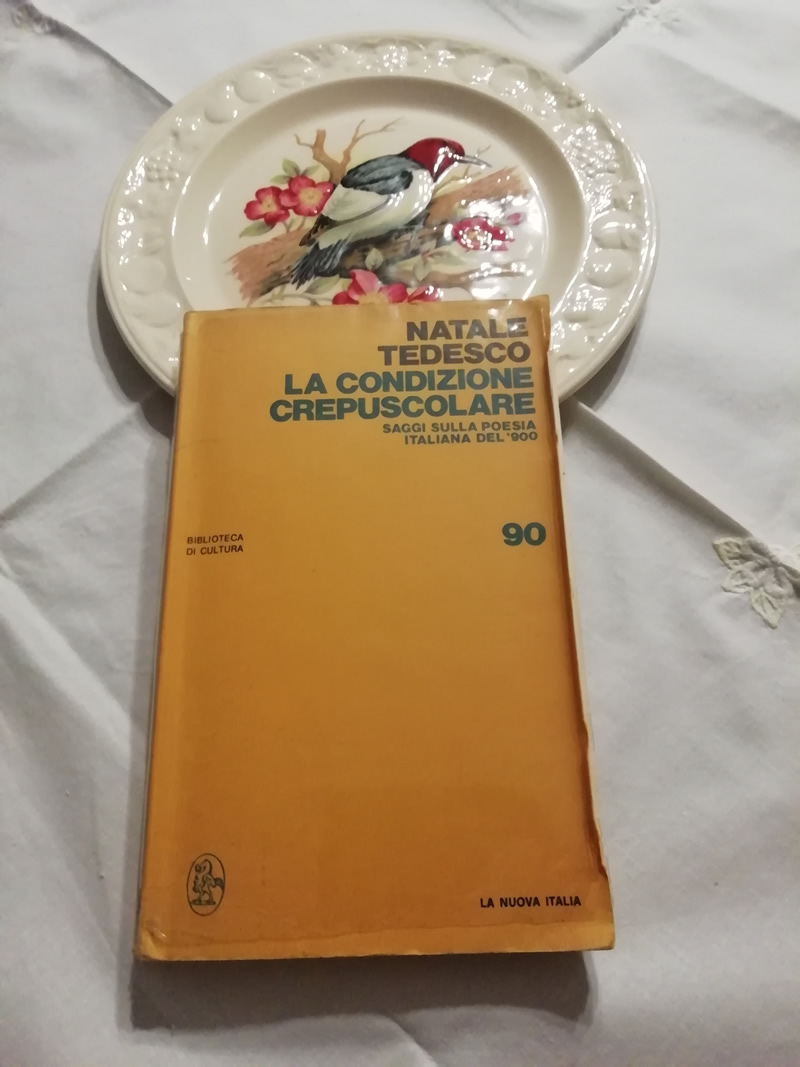 NATALE
TEDESCO
LA CONDIZIONE
CREPUSCOLARE
SAGGI SULLA POESIA
ITALIANA DEL '900
BIBLIOTECA
DI CULTURA
90
LA NUOVA ITALIA